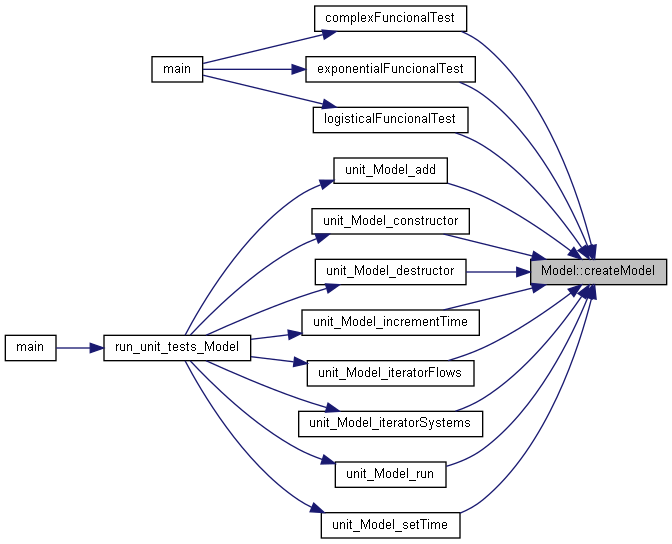 complexFuncionalTest
main
exponentialFuncionalTest
logisticalFuncionalTest
unit_Model_add
unit_Model_constructor
unit_Model_destructor
Model::createModel
unit_Model_incrementTime
main
run_unit_tests_Model
unit_Model_iteratorFlows
unit_Model_iteratorSystems
unit_Model_run
unit_Model_setTime